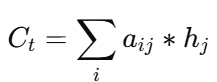 C_t = \sum_i a_{ij} * h_j